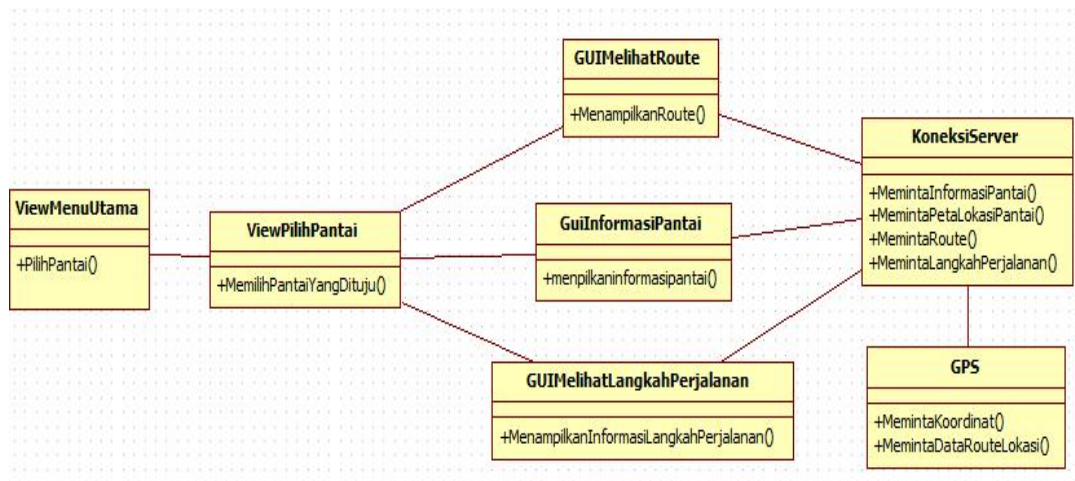 ViewMenuUtama
+PilihPantai()
ViewPilihPantai
+MemilihPantaiYangDituju()
GUIMelihatRoute
+MenampilkanRoute()
GuiInformasiPantai
+menpilkaninformasipantai()
GUIMelihatLangkahPerjalanan
+MenampilkanInformasiLangkahPerjalanan()
KoneksiServer
+MemintaInformasiPantai()
+MemintaPetaLokasiPantai()
+MemintaRoute()
+MemintaLangkahPerjalanan()
GPS
+MemintaKoordinat()
+MemintaDataRouteLokasi()